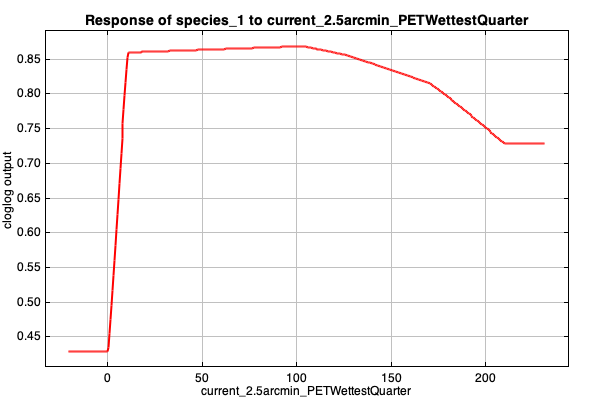 Response of species_1 to current_2.5arcmin_PETWettestQuarter
cloglog output
0.85
0.80
0.75
0.70
0.65
0.60
0.55
0.50
0.45
0 50 100 150 200
current_2.5arcmin_PETWettestQuarter